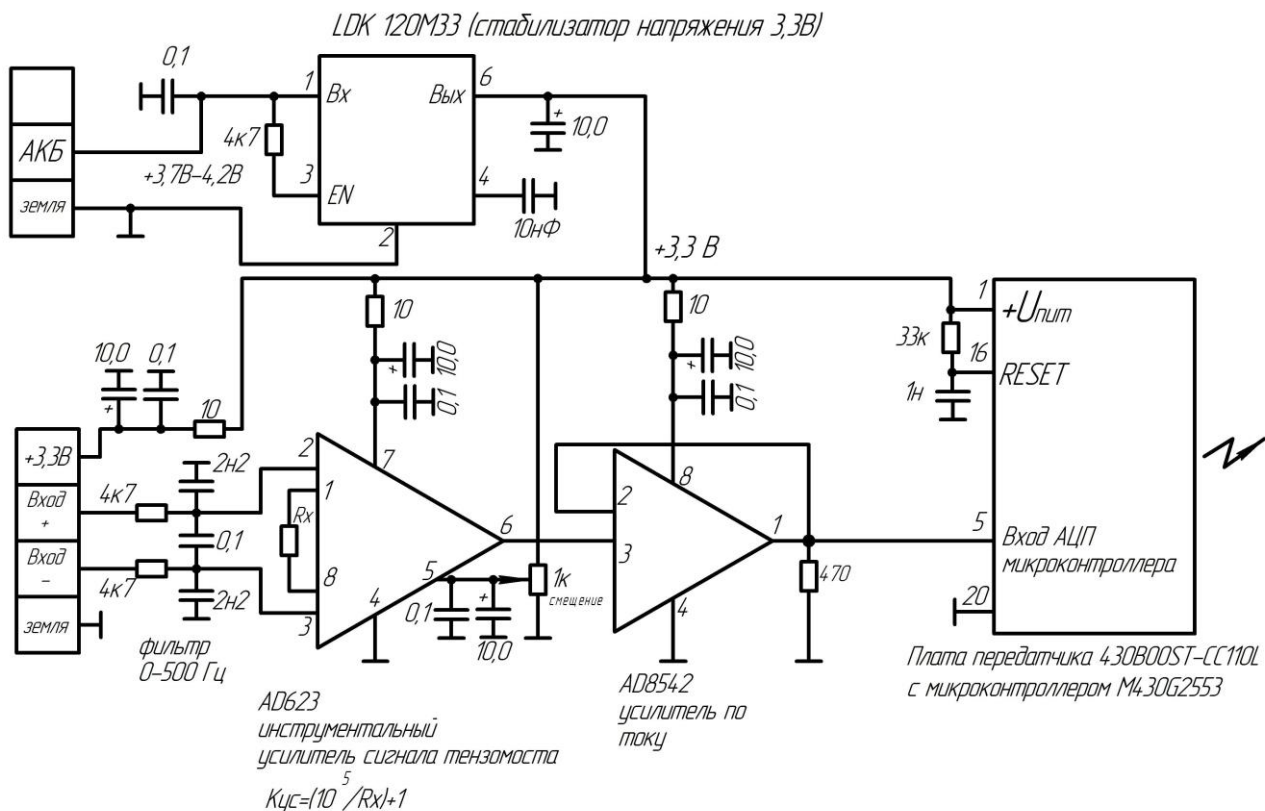 LDK 120М33 (стабилизатор напряжения 3,3В)
0,1
1
Вх
Вых
6
+
10,0
АКБ
+3,7В-4,2В
4к7
3
EN
4
10нФ
земля
2
+3,3 В
10
10
1
+Uпит
33к
16
RESET
1н
10,0
0,1
+
10
+
10,0
0,1
+
10,0
0,1
+3,3В
Вход
+
Вход
-
земля
4к7
4к7
2н2
0,1
2н2
фильтр
0-500 Гц
2
1
Rx
8
3
7
6
5
4
0,1
+
10,0
1к
смещение
2
3
8
1
4
470
5
Вход АЦП
микроконтроллера
20
Плата передатчика 430B00ST-CC110L
с микроконтроллером M430G2553
AD623
инструментальный
усилитель сигнала тензомоста
Кус=(10⁵/Rx)+1
AD8542
усилитель по
току